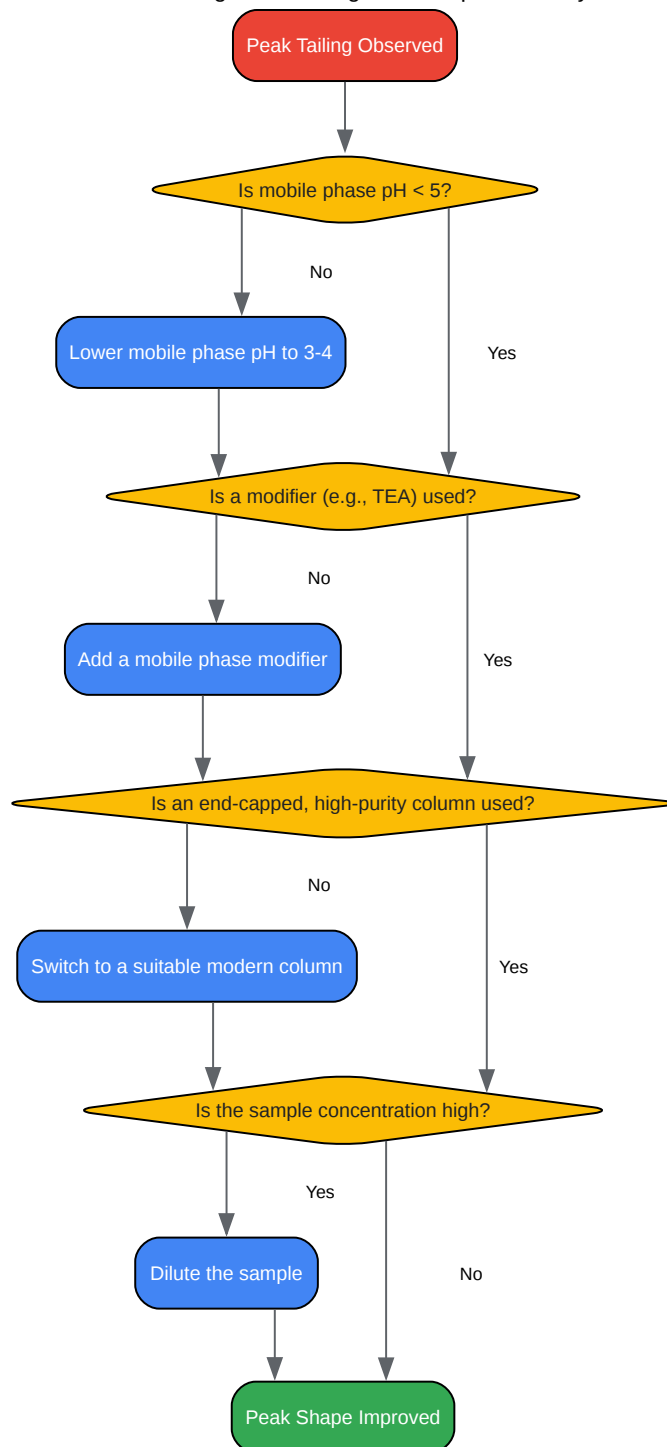 Peak Tailing Observed
Is mobile phase pH < 5?
No
Lower mobile phase pH to 3-4
Yes
Is a modifier (e.g., TEA) used?
No
Add a mobile phase modifier
Yes
Is an end-capped, high-purity column used?
No
Switch to a suitable modern column
Yes
Is the sample concentration high?
Yes
Dilute the sample
No
Peak Shape Improved